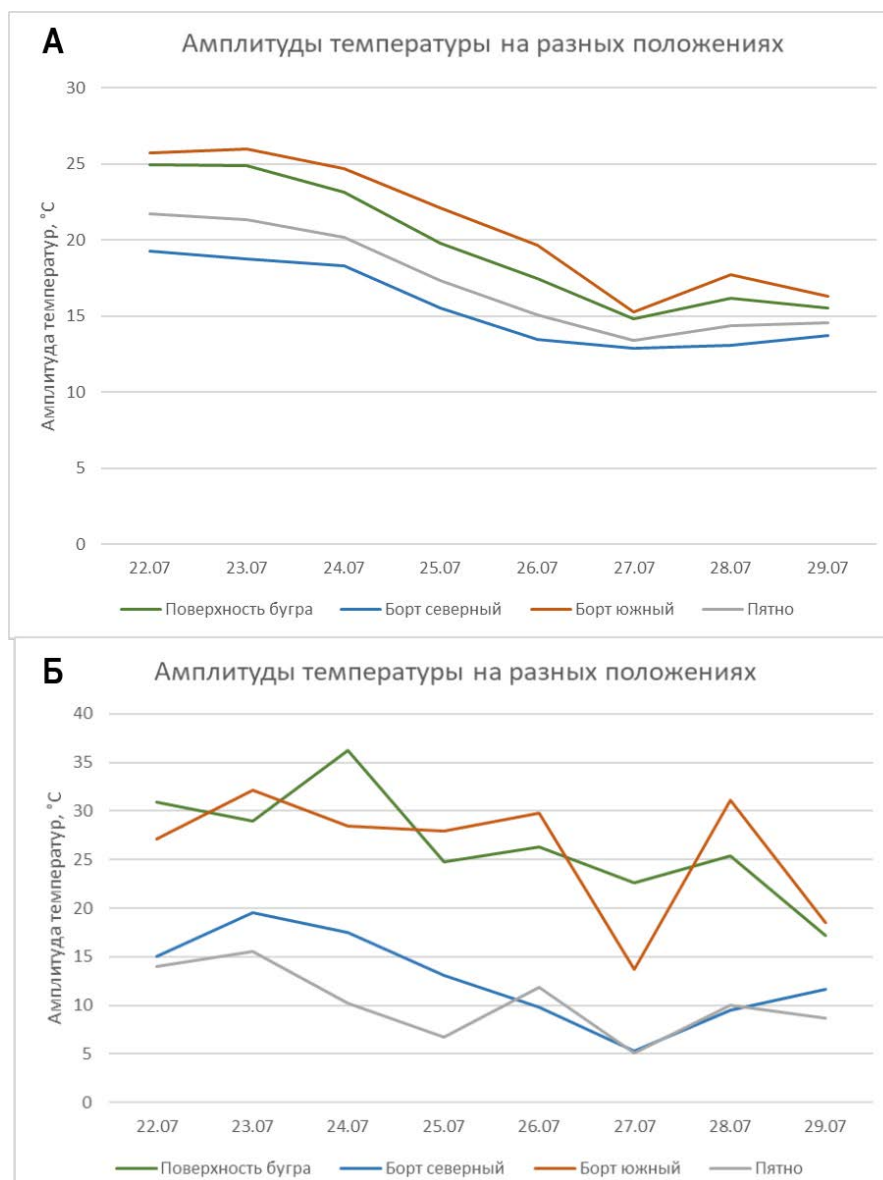 А
Амплитуды температуры на разных положениях
Амплитуда температур, °С
30
25
20
15
10
5
0
22.07 23.07 24.07 25.07 26.07 27.07 28.07 29.07
Поверхность бугра Борт северный Борт южный Пятно
Б
Амплитуды температуры на разных положениях
Амплитуда температур, °С
40
35
30
25
20
15
10
5
0
22.07 23.07 24.07 25.07 26.07 27.07 28.07 29.07
Поверхность бугра Борт северный Борт южный Пятно